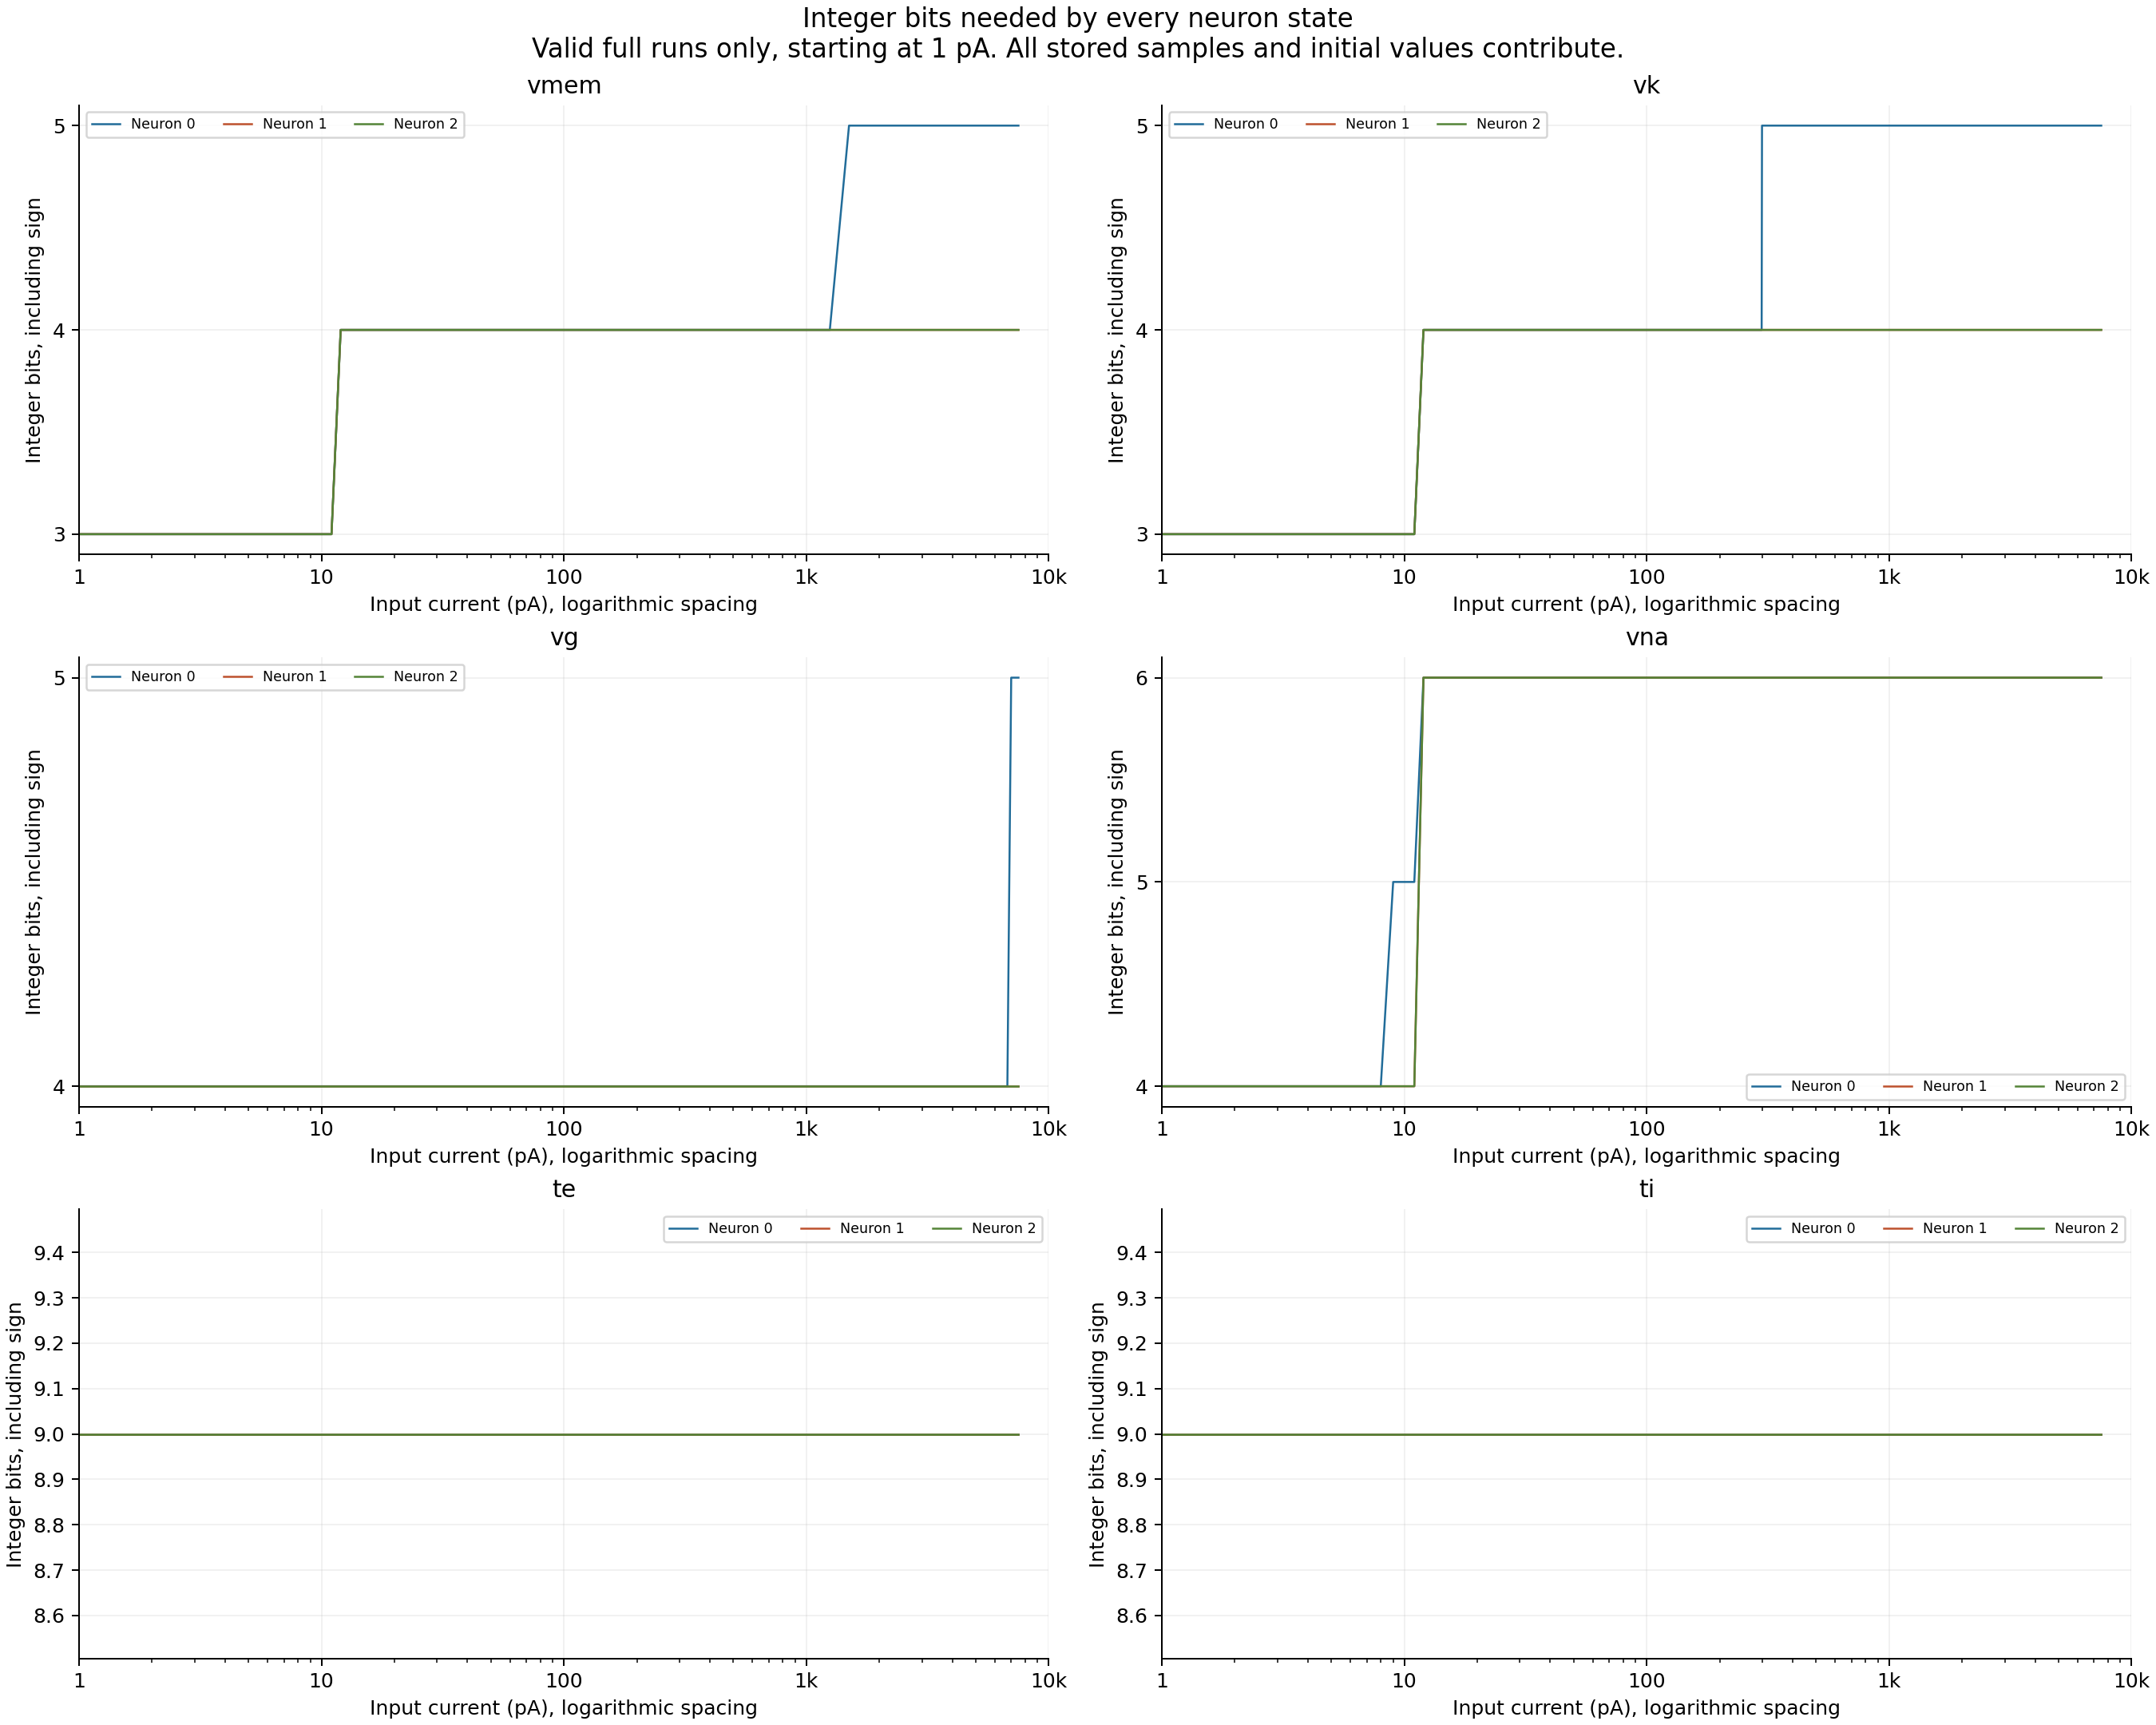 Integer bits needed by every neuron state
Valid full runs only, starting at 1 pA. All stored samples and initial values contribute.
vmem
Neuron 0 Neuron 1 Neuron 2
Integer bits, including sign
5
4
3
1 10 100 1k 10k
Input current (pA), logarithmic spacing
vk
Neuron 0 Neuron 1 Neuron 2
Integer bits, including sign
5
4
3
1 10 100 1k 10k
Input current (pA), logarithmic spacing
vg
Neuron 0 Neuron 1 Neuron 2
Integer bits, including sign
5
4
1 10 100 1k 10k
Input current (pA), logarithmic spacing
vna
Integer bits, including sign
6
5
4
Neuron 0 Neuron 1 Neuron 2
1 10 100 1k 10k
Input current (pA), logarithmic spacing
te
Neuron 0 Neuron 1 Neuron 2
Integer bits, including sign
9.4
9.3
9.2
9.1
9.0
8.9
8.8
8.7
8.6
1 10 100 1k 10k
Input current (pA), logarithmic spacing
ti
Neuron 0 Neuron 1 Neuron 2
Integer bits, including sign
9.4
9.3
9.2
9.1
9.0
8.9
8.8
8.7
8.6
1 10 100 1k 10k
Input current (pA), logarithmic spacing